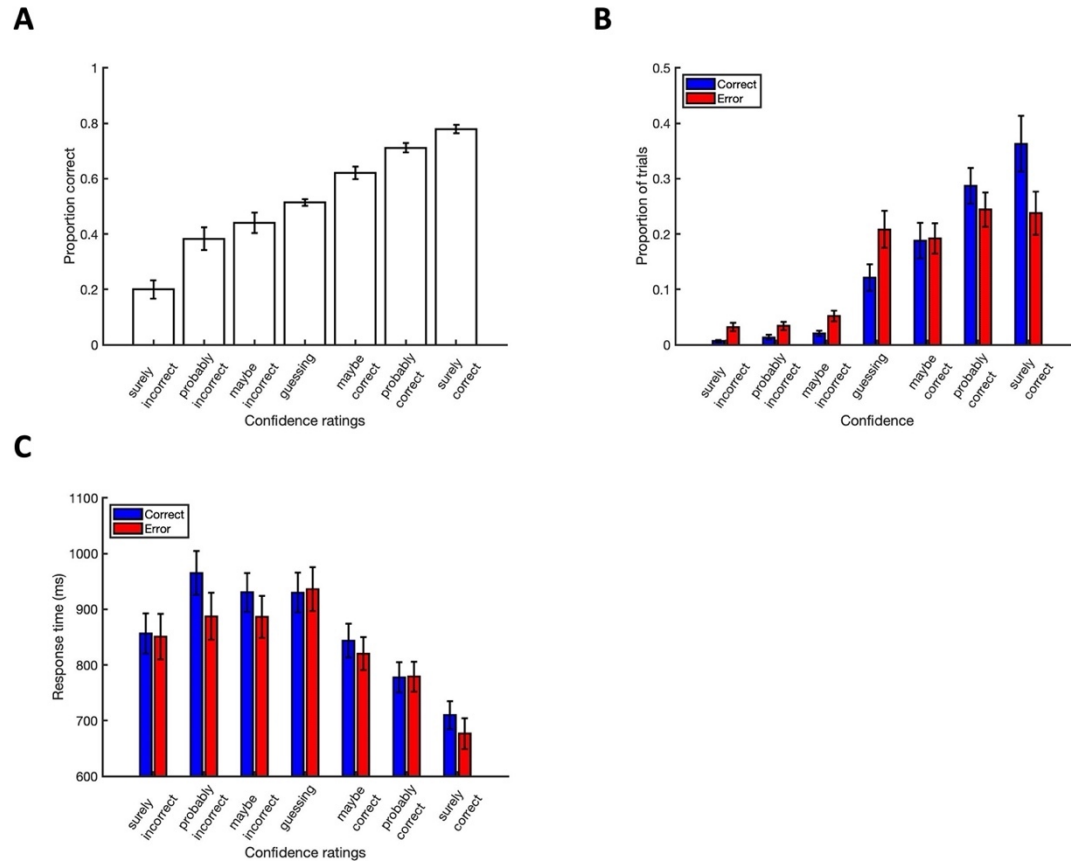 A
1
0.8
0.6
0.4
0.2
0
Proportion correct
surely
incorrect
probably
incorrect
maybe
incorrect
guessing
maybe
correct
probably
correct
surely
correct
Confidence ratings
B
0.5
0.4
0.3
0.2
0.1
0
Proportion of trials
Correct
Error
surely
incorrect
probably
incorrect
maybe
incorrect
guessing
maybe
correct
probably
correct
surely
correct
Confidence
C
1100
1000
900
800
700
600
Response time (ms)
Correct
Error
surely
incorrect
probably
incorrect
maybe
incorrect
guessing
maybe
correct
probably
correct
surely
correct
Confidence ratings